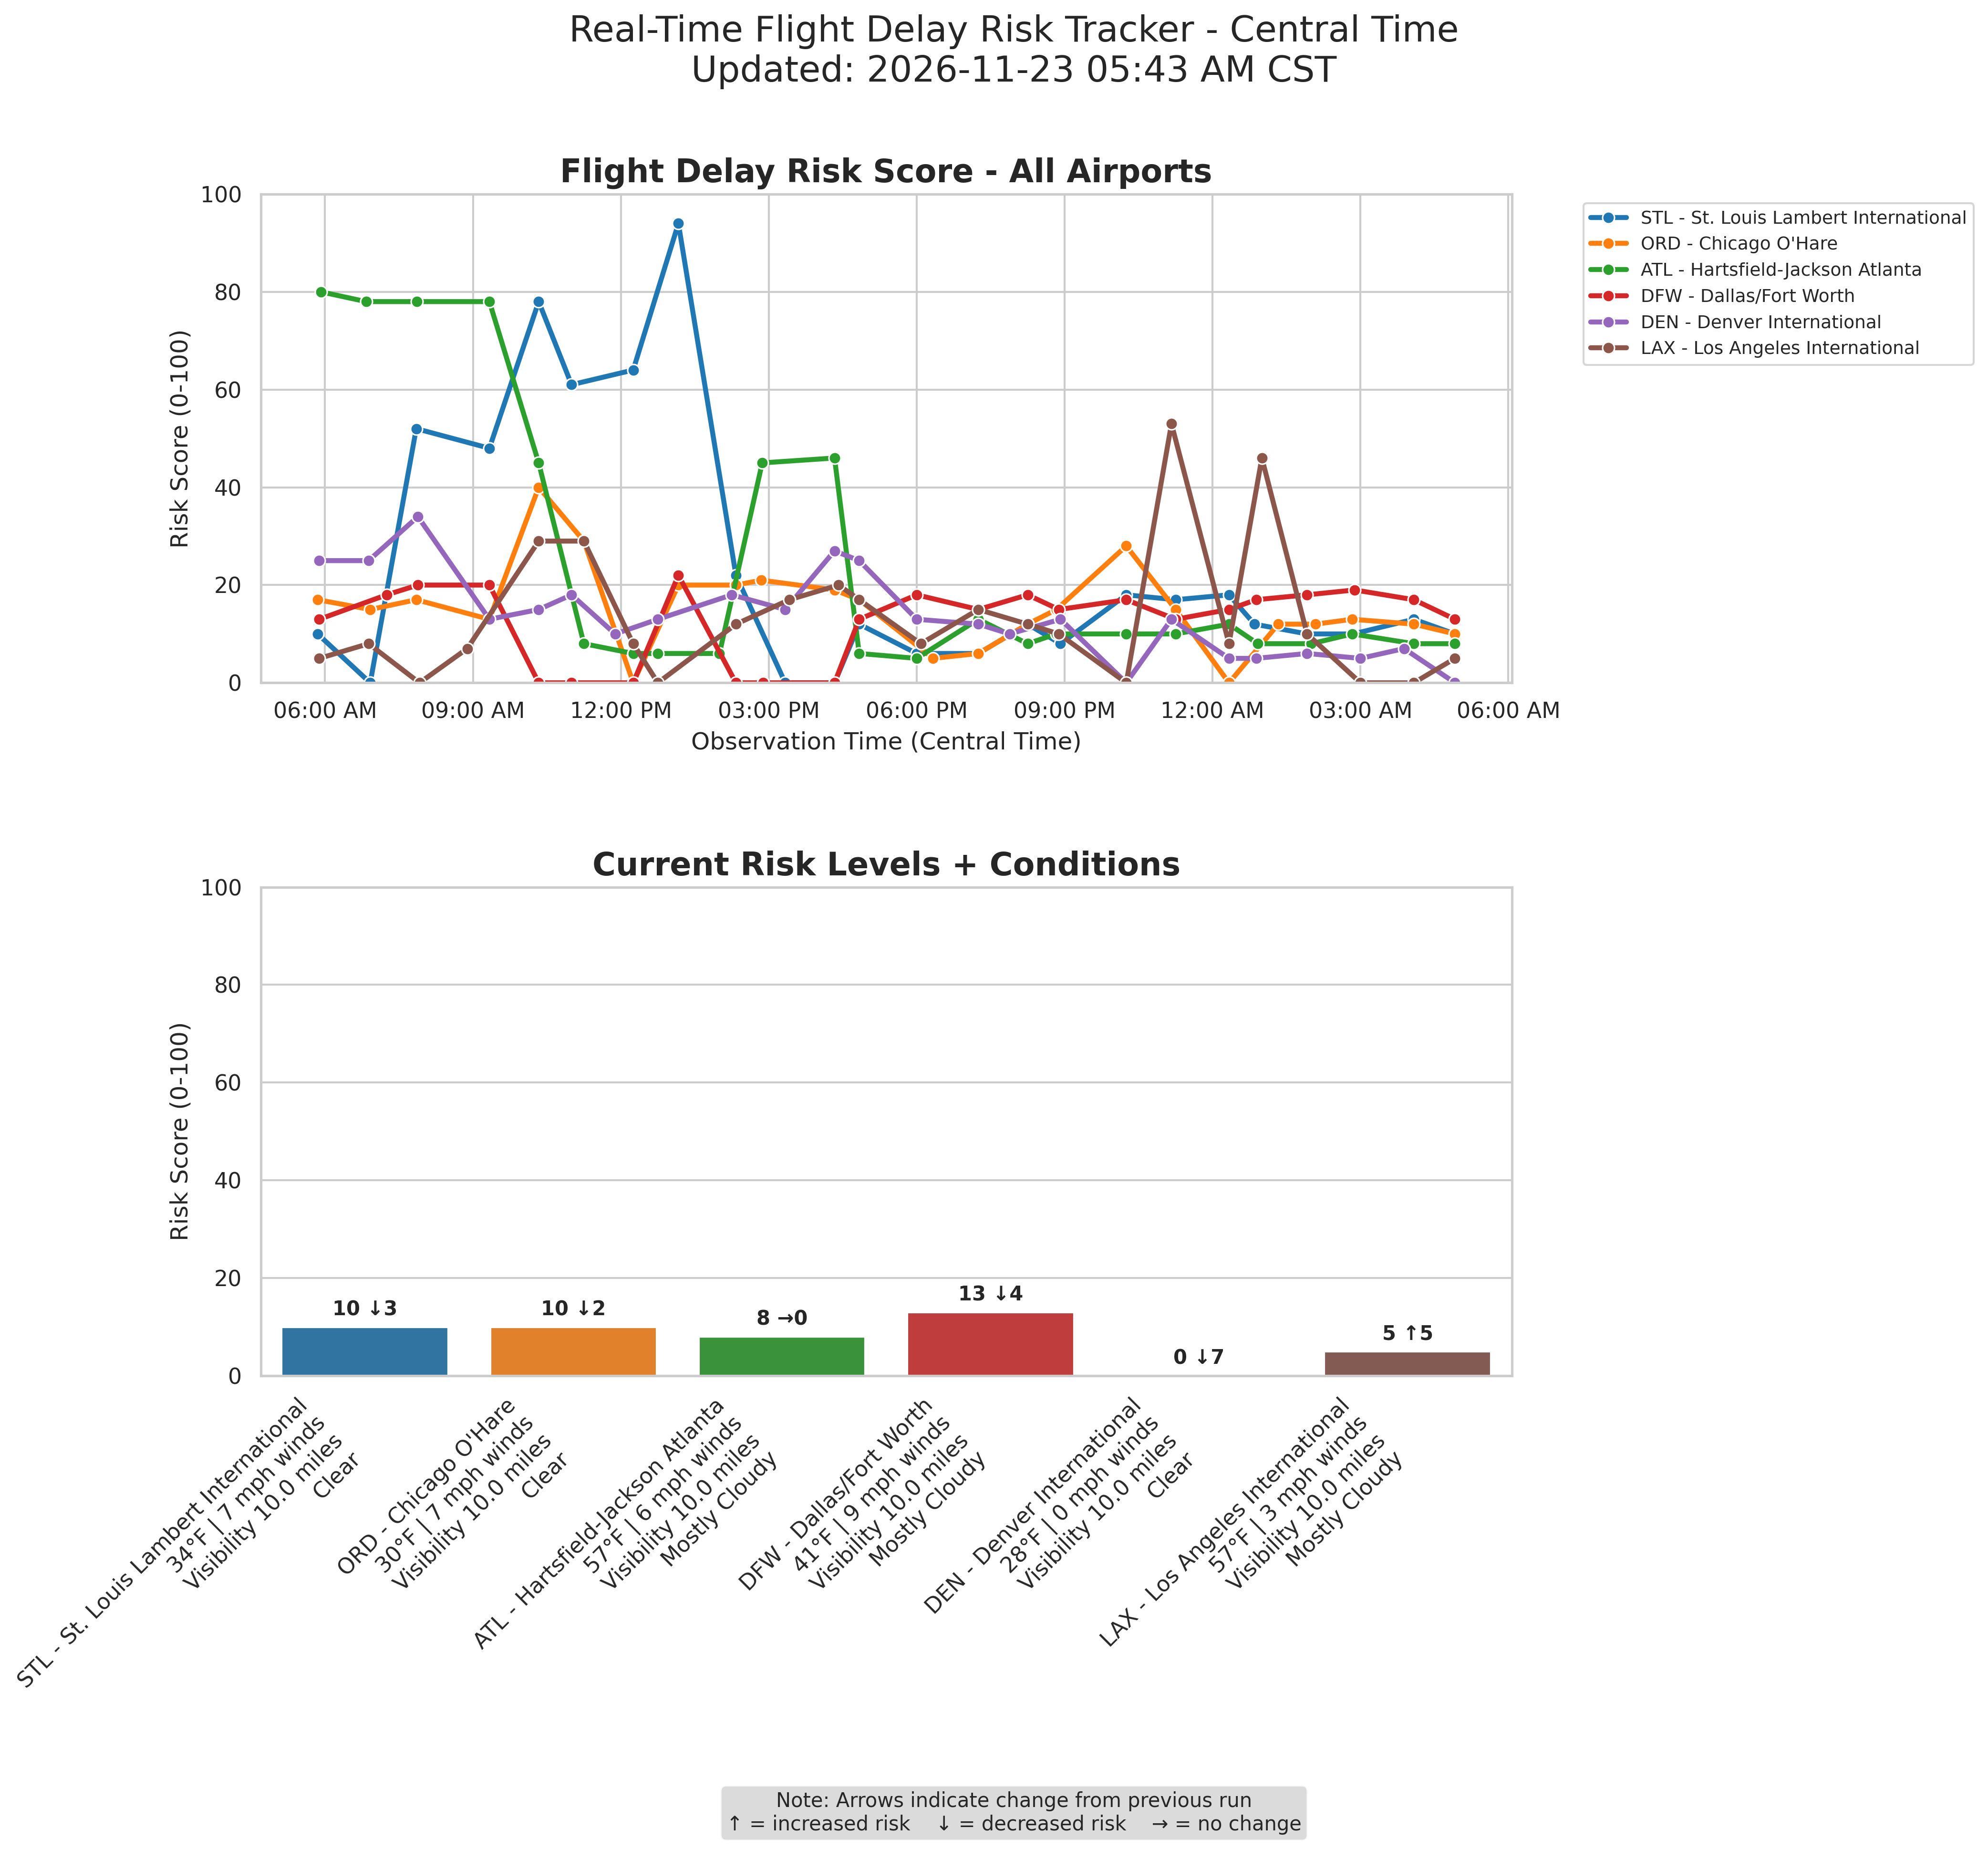 Real-Time Flight Delay Risk Tracker - Central Time
Updated: 2026-11-23 05:43 AM CST
Flight Delay Risk Score - All Airports
100
80
60
40
20
0
Risk Score (0-100)
06:00 AM
09:00 AM
12:00 PM
03:00 PM
06:00 PM
09:00 PM
12:00 AM
03:00 AM
06:00 AM
Observation Time (Central Time)
STL - St. Louis Lambert International
ORD - Chicago O'Hare
ATL - Hartsfield-Jackson Atlanta
DFW - Dallas/Fort Worth
DEN - Denver International
LAX - Los Angeles International
Current Risk Levels + Conditions
100
80
60
40
20
0
Risk Score (0-100)
10 ↓3
10 ↓2
8 →0
13 ↓4
0 ↓7
5 ↑5
STL - St. Louis Lambert International
34°F | 7 mph winds
Visibility 10.0 miles
Clear
ORD - Chicago O'Hare
30°F | 7 mph winds
Visibility 10.0 miles
Clear
ATL - Hartsfield-Jackson Atlanta
57°F | 6 mph winds
Visibility 10.0 miles
Mostly Cloudy
DFW - Dallas/Fort Worth
41°F | 9 mph winds
Visibility 10.0 miles
Mostly Cloudy
DEN - Denver International
28°F | 0 mph winds
Visibility 10.0 miles
Clear
LAX - Los Angeles International
57°F | 3 mph winds
Visibility 10.0 miles
Mostly Cloudy
Note: Arrows indicate change from previous run
↑ = increased risk ↓ = decreased risk → = no change